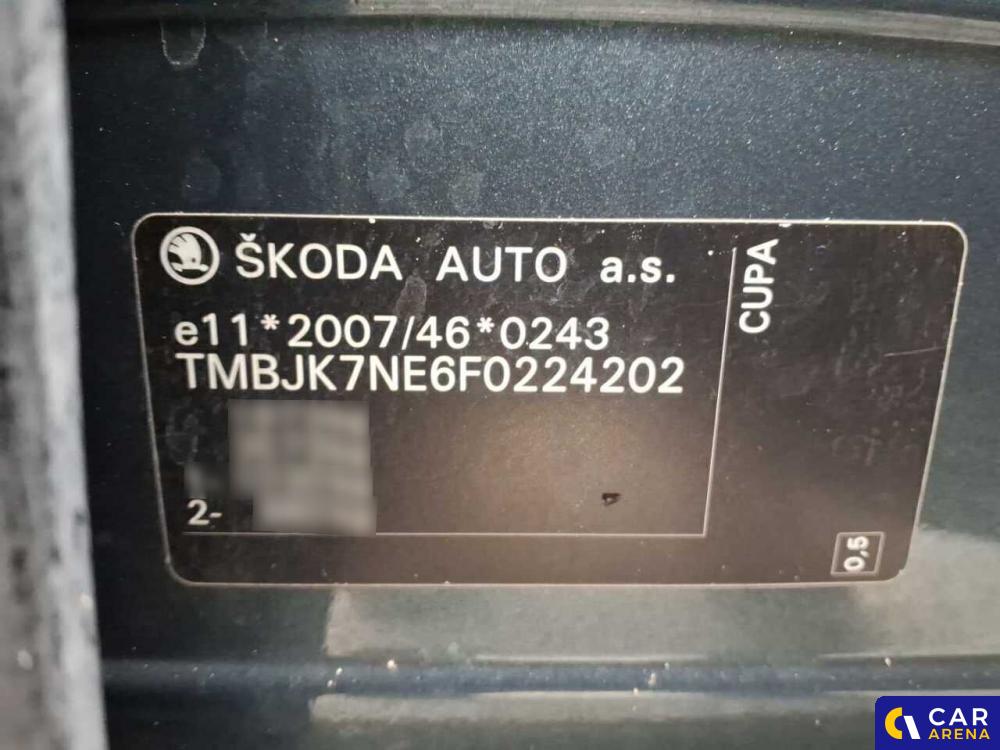 ŠKODA AUTO a.s.
e11*2007/46*0243
TMBJK7NE6F0224202
2-
CUPA
0,5
CAR
ARENA